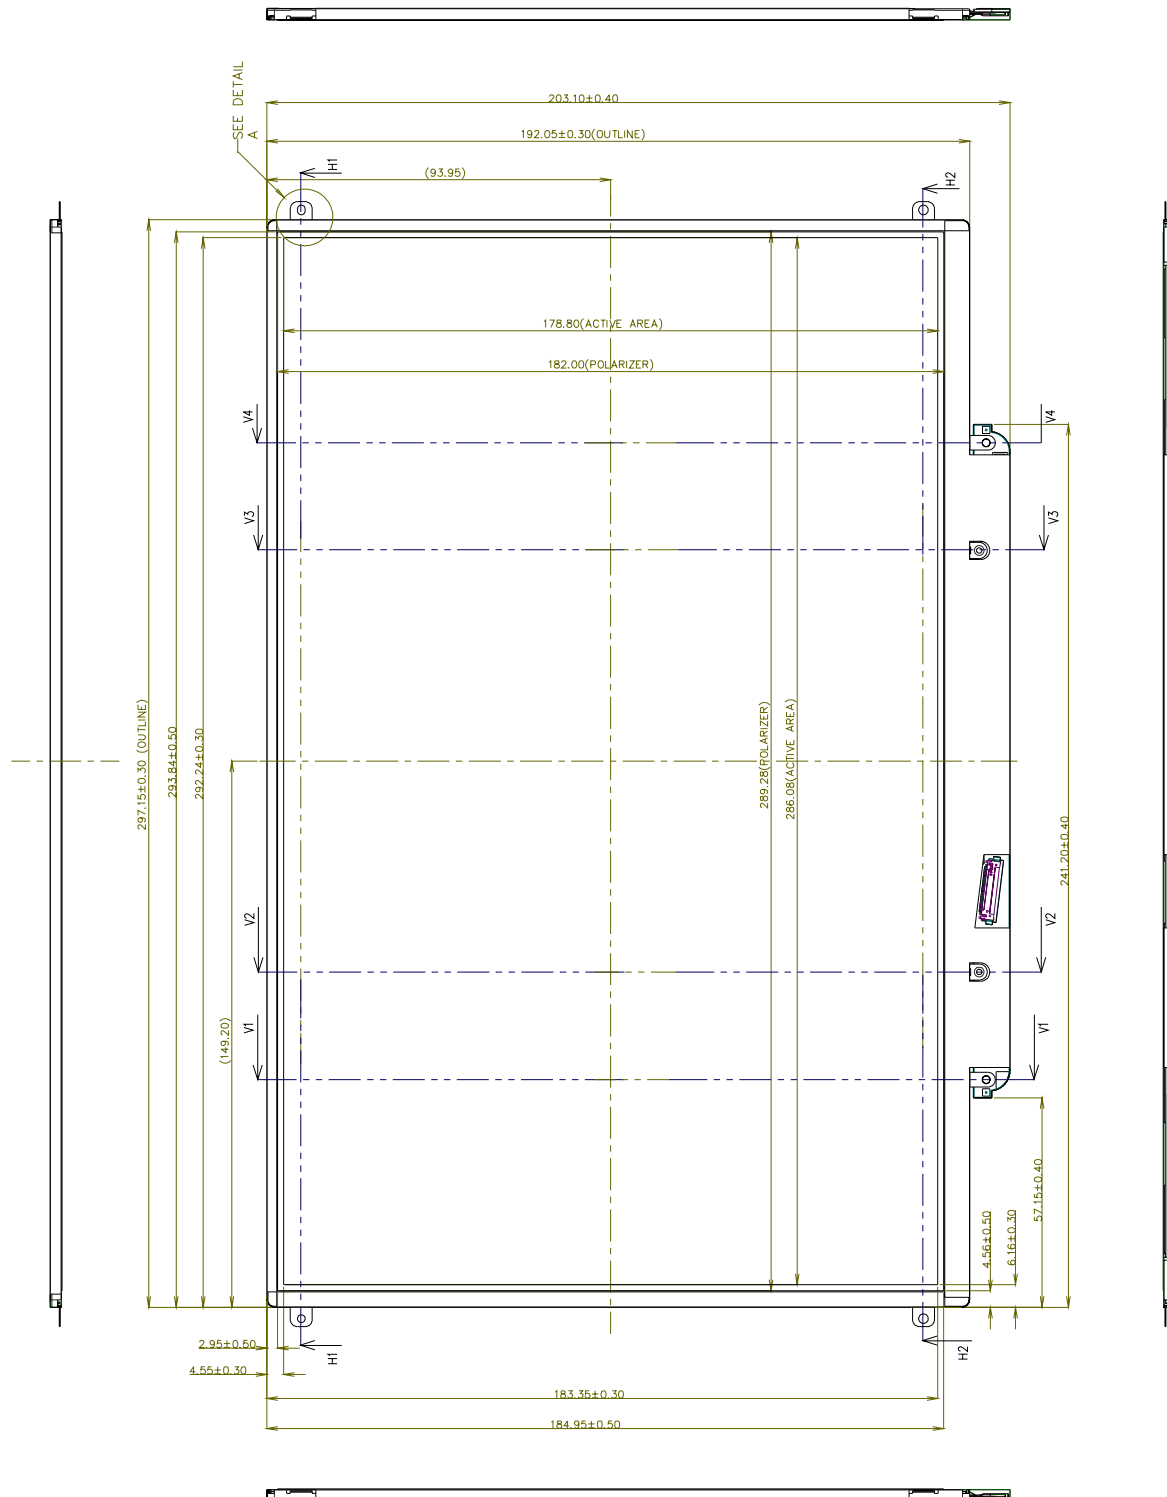 SEE DETAIL
A
203.10±0.40
192.05±0.30(OUTLINE)
(93.95)
H1
H2
178.80(ACTIVE AREA)
182.00(POLARIZER)
V4
V4
V3
V3
297.15±0.30 (OUTLINE)
293.84±0.50
292.24±0.30
289.28(POLARIZER)
286.08(ACTIVE AREA)
241.20±0.40
V2
V2
(149.20)
V1
V1
57.15±0.40
4.56±0.50
6.16±0.30
2.95±0.50
4.55±0.30
H1
H2
183.35±0.30
184.95±0.50